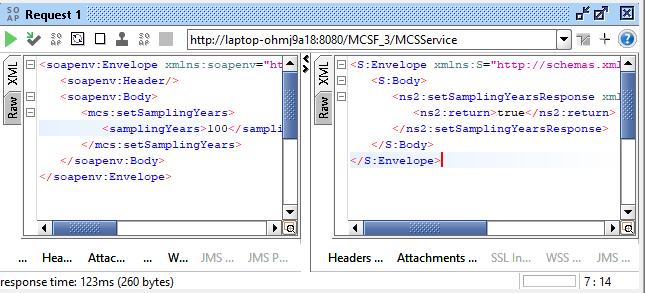 SO AP Request 1
http://laptop-ohmj9a18:8080/MCSF_3/MCSService
XML
Raw
<soapenv:Envelope xmlns:soapenv="ht
<soapenv:Header/>
<soapenv:Body>
<mcs:setSamplingYears>
<samplingYears>100</sampli
</mcs:setSamplingYears>
</soapenv:Body>
</soapenv:Envelope>
XML
Raw
<S:Envelope xmlns:S="http://schemas.xml
<S:Body>
<ns2:setSamplingYearsResponse xml
<ns2:return>true</ns2:return>
</ns2:setSamplingYearsResponse>
</S:Body>
</S:Envelope>
... Hea... Attac... ... W... JMS ... JMS P...
Headers ... Attachments ... SSL In... WSS ... JMS ...
response time: 123ms (260 bytes)
7 : 14